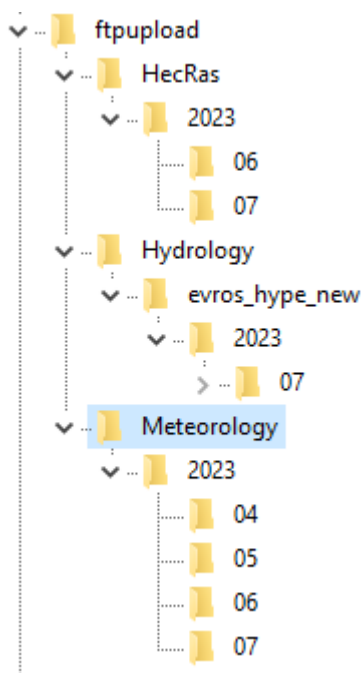 ftpupload
HecRas
2023
06
07
Hydrology
evros_hype_new
2023
07
Meteorology
2023
04
05
06
07